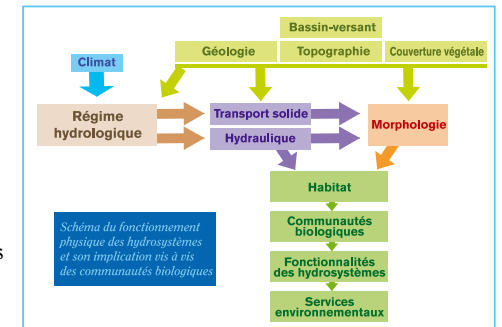 Bassin-versant
Géologie
Topographie
Couverture végétale
Climat
Régime
hydrologique
Transport solide
Hydraulique
Morphologie
Habitat
Communautés
biologiques
Fonctionnalités
des hydrosystèmes
Services
environnementaux
Schéma du fonctionnement
physique des hydrosystèmes
et son implication vis à vis
des communautés biologiques
s